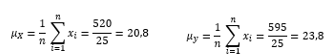 μ_X = 1/n ∑_{i=1}^{n} x_i = 520/25 = 20,8
μ_y = 1/n ∑_{i=1}^{n} x_i = 595/25 = 23,8